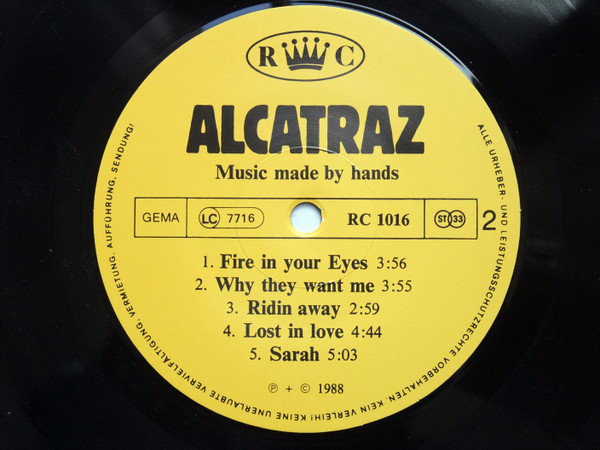 R C
ALCATRAZ
Music made by hands
GEMA LC 7716 RC 1016 ST 33 2
1. Fire in your Eyes 3:56
2. Why they want me 3:55
3. Ridin away 2:59
4. Lost in love 4:44
5. Sarah 5:03
℗ + © 1988
ALLE URHEBER- UND LEISTUNGSSCHUTZRECHTE VORBEHALTEN. KEIN VERLEIH! KEINE UNERLAUBTE VERVIELFÄLTIGUNG, VERMIETUNG, AUFFÜHRUNG, SENDUNG!